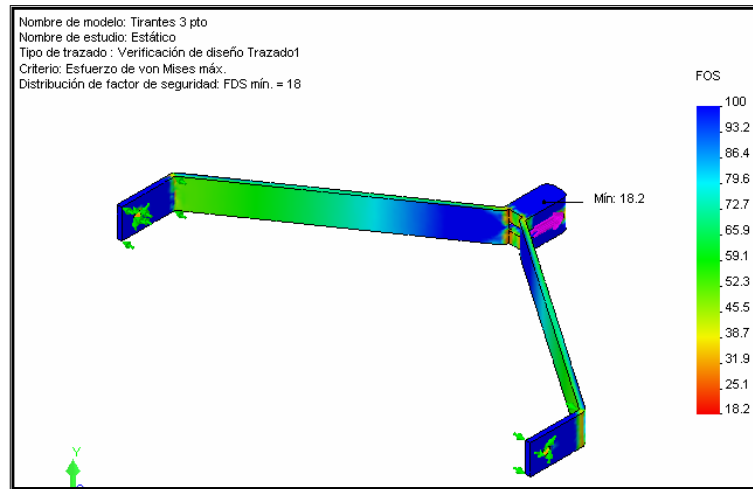 Nombre de modelo: Tirantes 3 pto
Nombre de estudio: Estático
Tipo de trazado : Verificación de diseño Trazado1
Criterio: Esfuerzo de von Mises máx.
Distribución de factor de seguridad: FDS mín. = 18
FOS
100
93.2
86.4
79.6
72.7
65.9
59.1
52.3
45.5
38.7
31.9
25.1
18.2
Mín: 18.2
Y